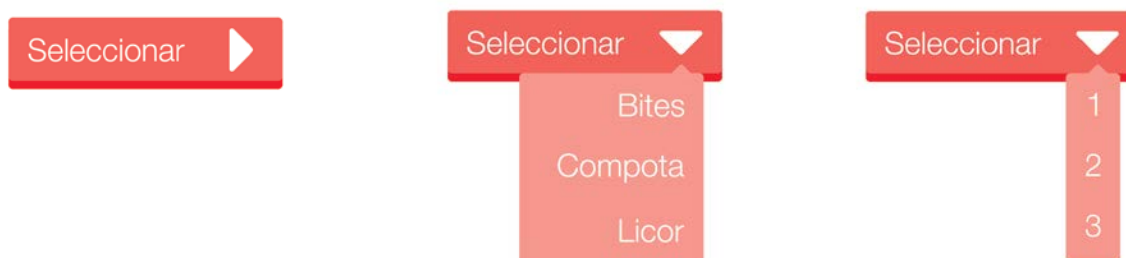 Seleccionar
Seleccionar
Bites
Compota
Licor
Seleccionar
1
2
3